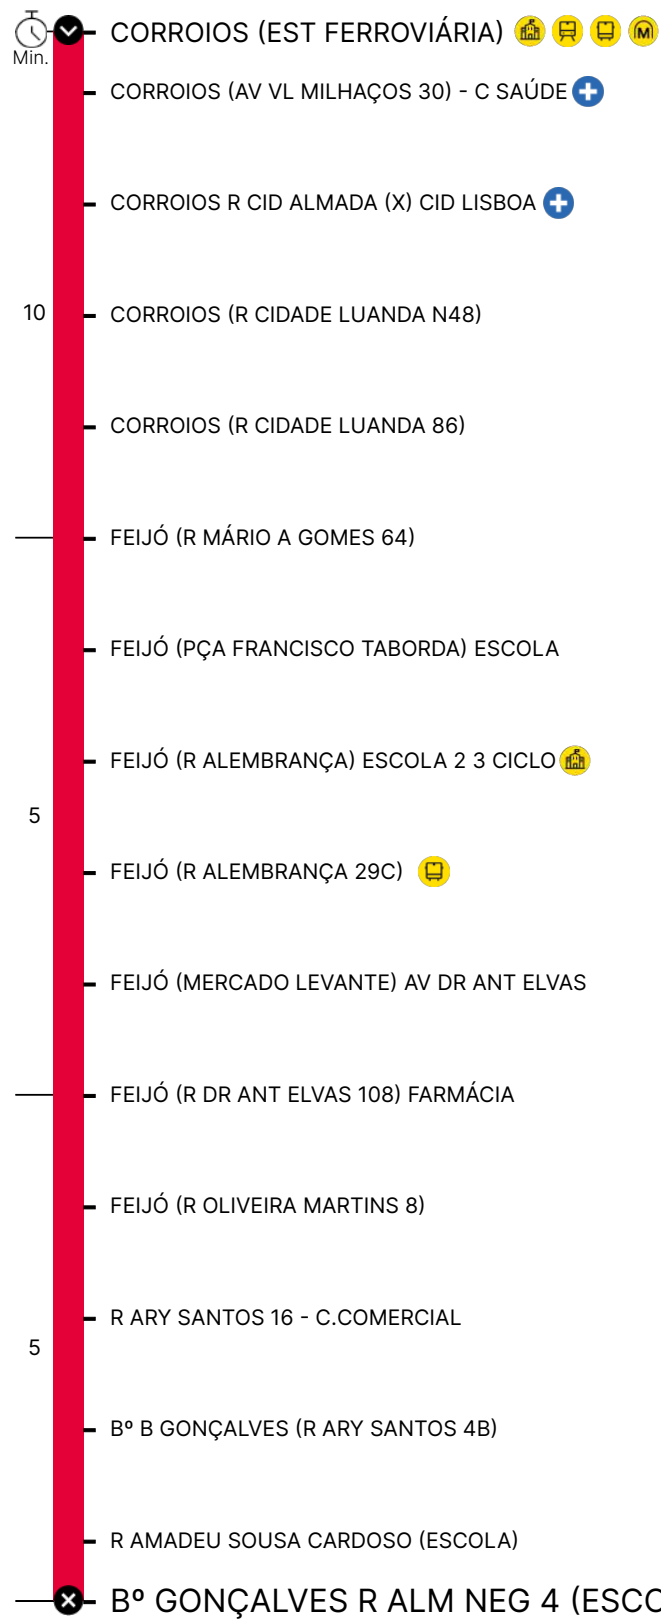 CORROIOS (EST FERROVIÁRIA)
Min.
CORROIOS (AV VL MILHAÇOS 30) - C SAÚDE
CORROIOS R CID ALMADA (X) CID LISBOA
10
CORROIOS (R CIDADE LUANDA N48)
CORROIOS (R CIDADE LUANDA 86)
FEIJÓ (R MÁRIO A GOMES 64)
FEIJÓ (PÇA FRANCISCO TABORDA) ESCOLA
FEIJÓ (R ALEMBRANÇA) ESCOLA 2 3 CICLO
5
FEIJÓ (R ALEMBRANÇA 29C)
FEIJÓ (MERCADO LEVANTE) AV DR ANT ELVAS
FEIJÓ (R DR ANT ELVAS 108) FARMÁCIA
FEIJÓ (R OLIVEIRA MARTINS 8)
R ARY SANTOS 16 - C.COMERCIAL
5
Bº B GONÇALVES (R ARY SANTOS 4B)
R AMADEU SOUSA CARDOSO (ESCOLA)
Bº GONÇALVES R ALM NEG 4 (ESCO